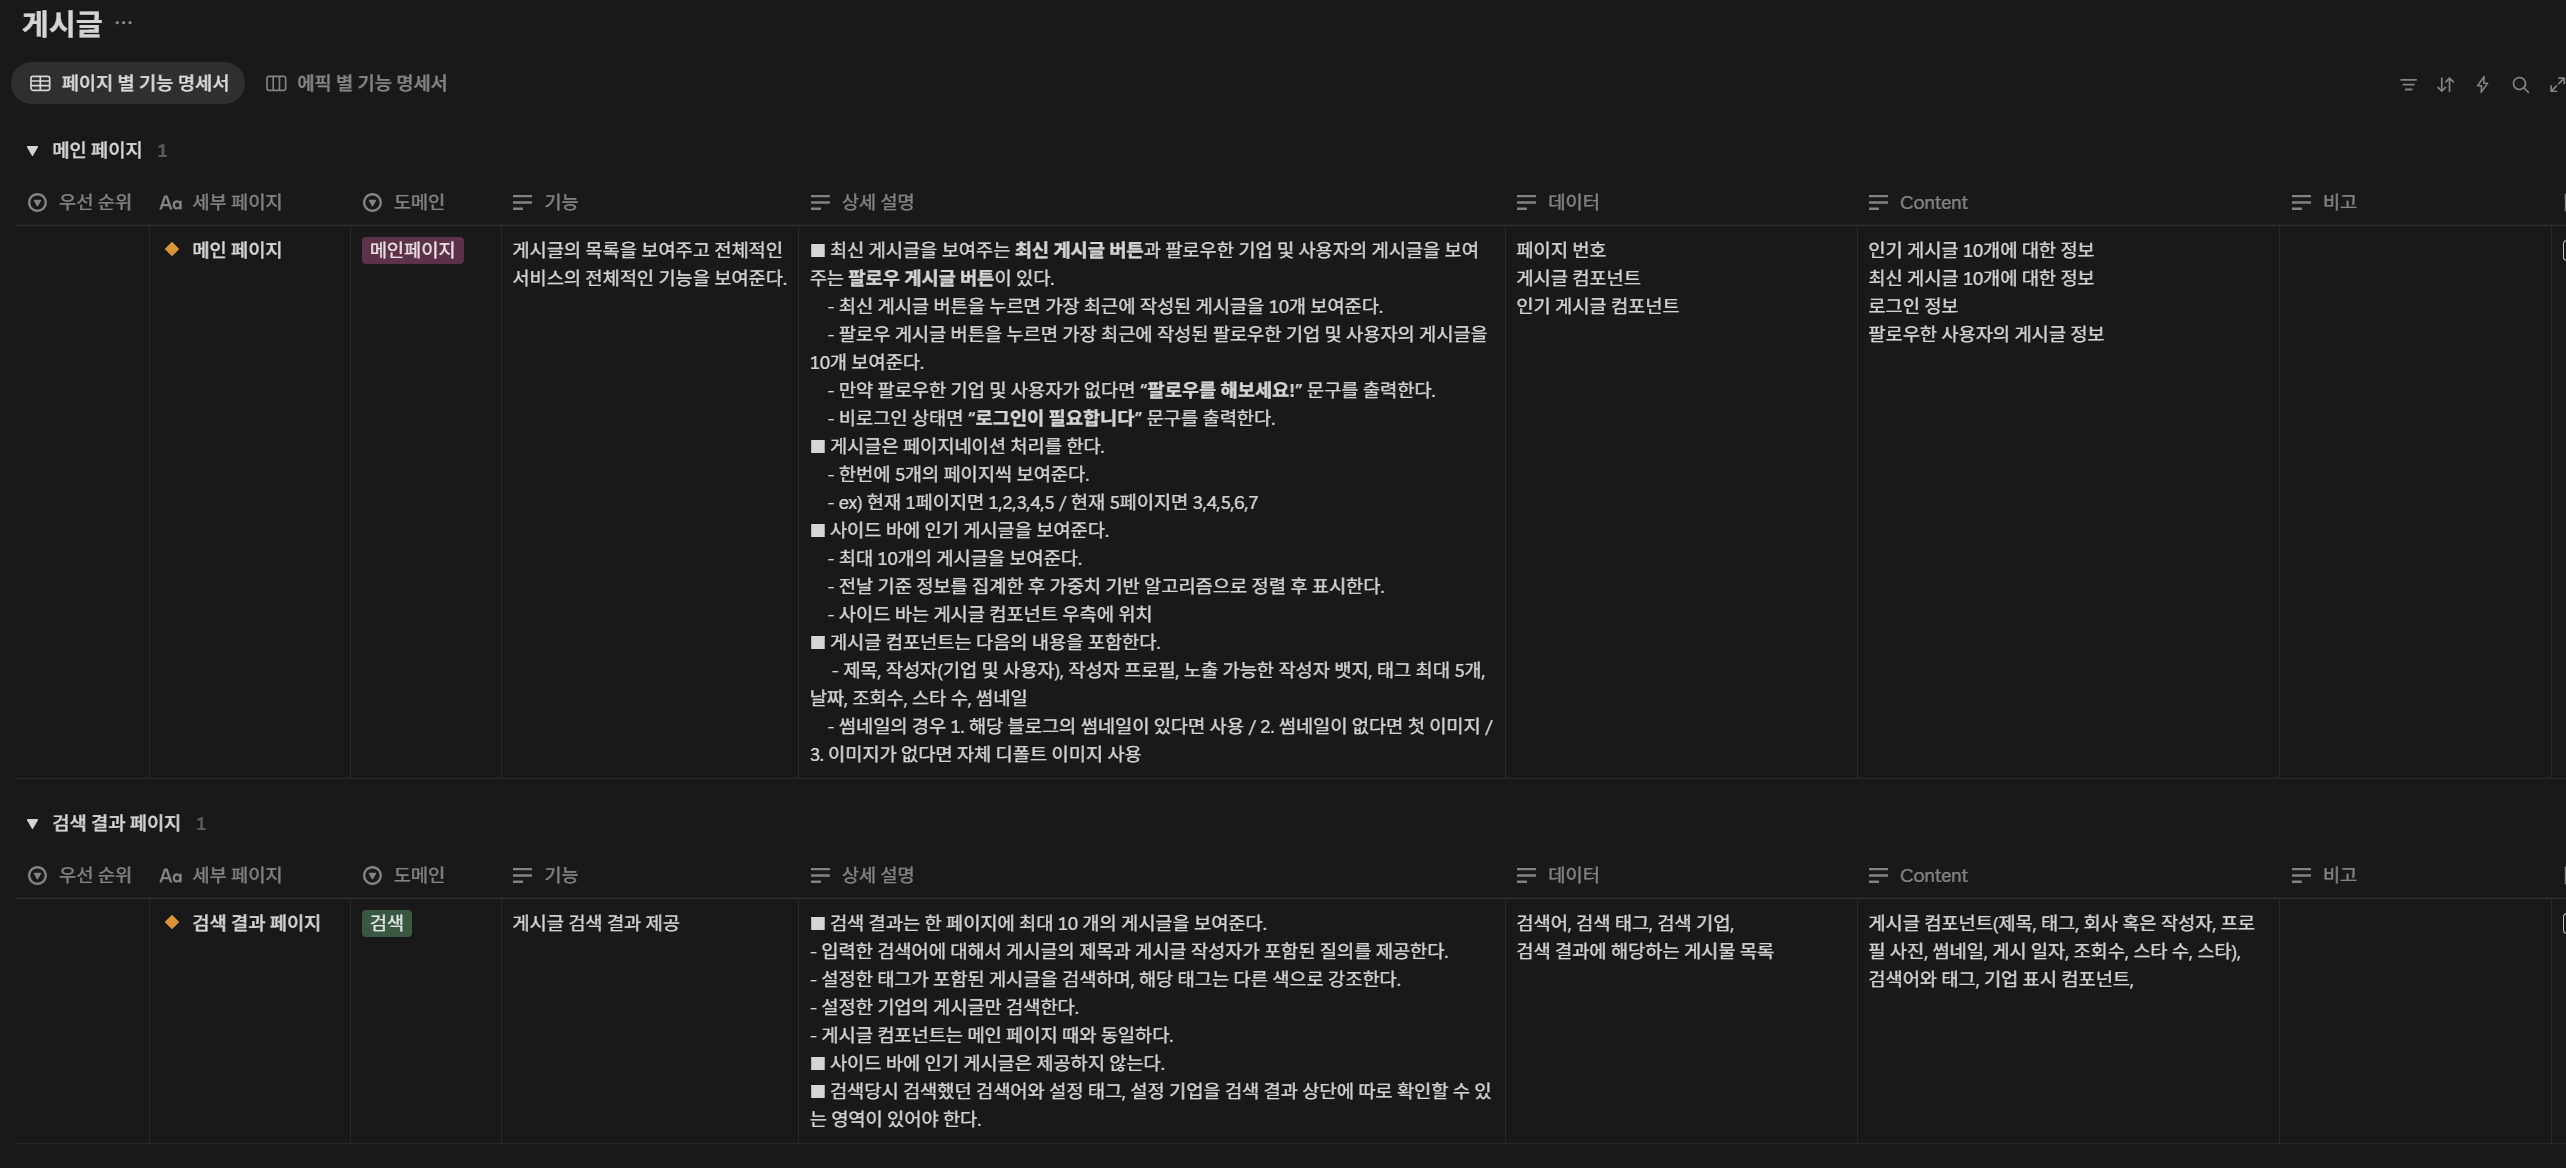 게시글 ···
페이지 별 기능 명세서
에픽 별 기능 명세서
메인 페이지 1
우선 순위
Aa 세부 페이지
도메인
기능
상세 설명
데이터
Content
비고
메인 페이지
메인페이지
게시글의 목록을 보여주고 전체적인
서비스의 전체적인 기능을 보여준다.
■ 최신 게시글을 보여주는 최신 게시글 버튼과 팔로우한 기업 및 사용자의 게시글을 보여
주는 팔로우 게시글 버튼이 있다.
- 최신 게시글 버튼을 누르면 가장 최근에 작성된 게시글을 10개 보여준다.
- 팔로우 게시글 버튼을 누르면 가장 최근에 작성된 팔로우한 기업 및 사용자의 게시글을
10개 보여준다.
- 만약 팔로우한 기업 및 사용자가 없다면 “팔로우를 해보세요!” 문구를 출력한다.
- 비로그인 상태면 “로그인이 필요합니다” 문구를 출력한다.
■ 게시글은 페이지네이션 처리를 한다.
- 한번에 5개의 페이지씩 보여준다.
- ex) 현재 1페이지면 1,2,3,4,5 / 현재 5페이지면 3,4,5,6,7
■ 사이드 바에 인기 게시글을 보여준다.
- 최대 10개의 게시글을 보여준다.
- 전날 기준 정보를 집계한 후 가중치 기반 알고리즘으로 정렬 후 표시한다.
- 사이드 바는 게시글 컴포넌트 우측에 위치
■ 게시글 컴포넌트는 다음의 내용을 포함한다.
- 제목, 작성자(기업 및 사용자), 작성자 프로필, 노출 가능한 작성자 뱃지, 태그 최대 5개,
날짜, 조회수, 스타 수, 썸네일
- 썸네일의 경우 1. 해당 블로그의 썸네일이 있다면 사용 / 2. 썸네일이 없다면 첫 이미지 /
3. 이미지가 없다면 자체 디폴트 이미지 사용
페이지 번호
게시글 컴포넌트
인기 게시글 컴포넌트
인기 게시글 10개에 대한 정보
최신 게시글 10개에 대한 정보
로그인 정보
팔로우한 사용자의 게시글 정보
검색 결과 페이지 1
우선 순위
Aa 세부 페이지
도메인
기능
상세 설명
데이터
Content
비고
검색 결과 페이지
검색
게시글 검색 결과 제공
■ 검색 결과는 한 페이지에 최대 10 개의 게시글을 보여준다.
- 입력한 검색어에 대해서 게시글의 제목과 게시글 작성자가 포함된 질의를 제공한다.
- 설정한 태그가 포함된 게시글을 검색하며, 해당 태그는 다른 색으로 강조한다.
- 설정한 기업의 게시글만 검색한다.
- 게시글 컴포넌트는 메인 페이지 때와 동일하다.
■ 사이드 바에 인기 게시글은 제공하지 않는다.
■ 검색당시 검색했던 검색어와 설정 태그, 설정 기업을 검색 결과 상단에 따로 확인할 수 있
는 영역이 있어야 한다.
검색어, 검색 태그, 검색 기업,
검색 결과에 해당하는 게시물 목록
게시글 컴포넌트(제목, 태그, 회사 혹은 작성자, 프로
필 사진, 썸네일, 게시 일자, 조회수, 스타 수, 스타),
검색어와 태그, 기업 표시 컴포넌트,